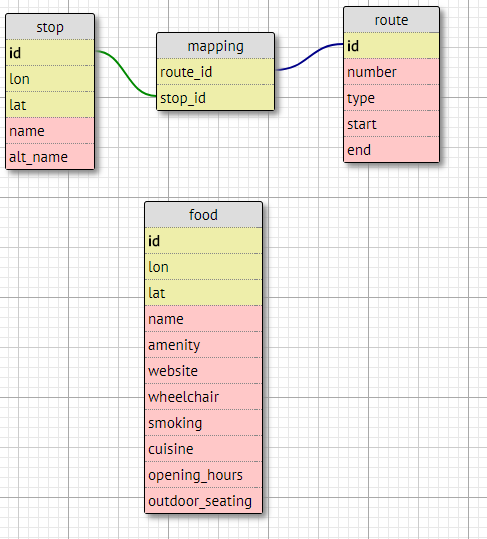 stop
id
lon
lat
name
alt_name
mapping
route_id
stop_id
route
id
number
type
start
end
food
id
lon
lat
name
amenity
website
wheelchair
smoking
cuisine
opening_hours
outdoor_seating